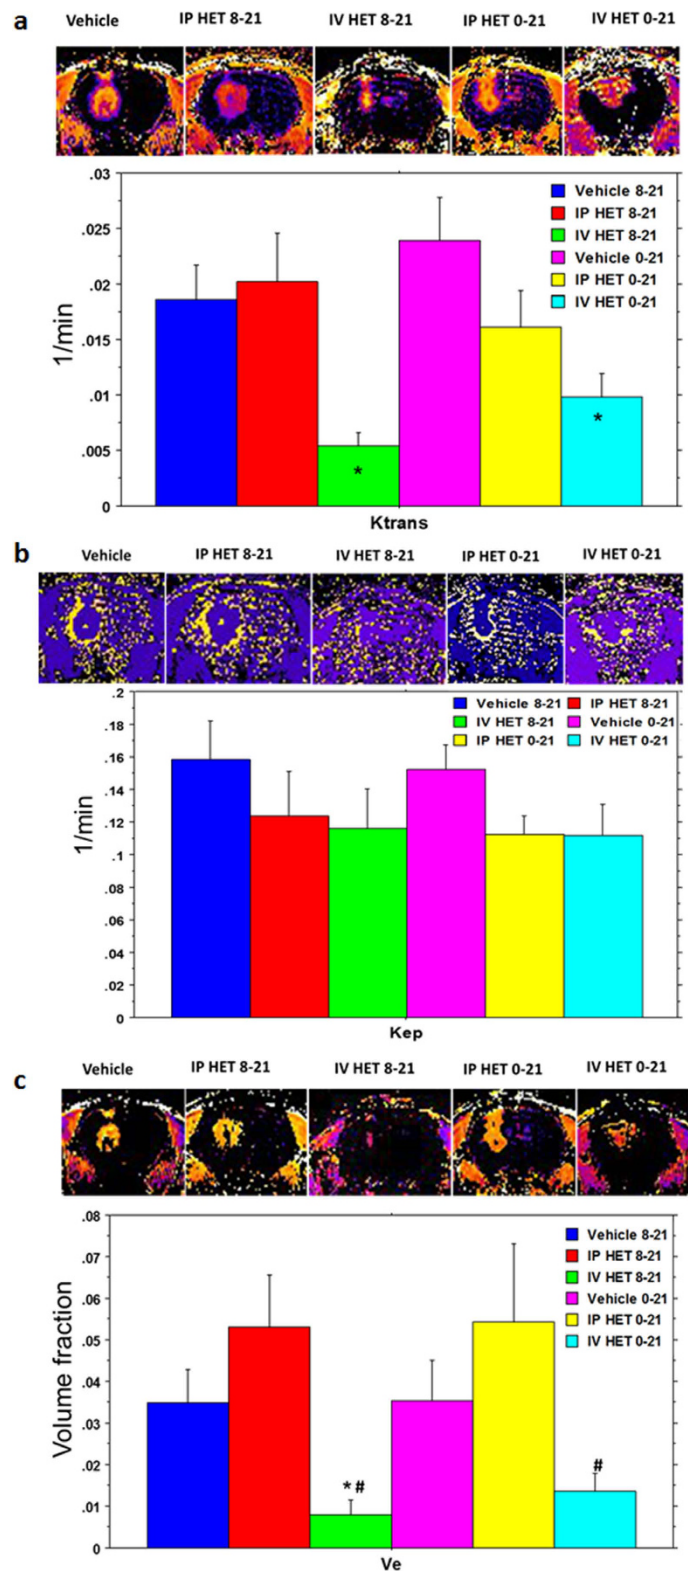 a
Vehicle IP HET 8-21 IV HET 8-21 IP HET 0-21 IV HET 0-21
.03
.025
.02
.015
.01
.005
0
1/min
Vehicle 8-21
IP HET 8-21
IV HET 8-21
Vehicle 0-21
IP HET 0-21
IV HET 0-21
*
*
Ktrans
b
Vehicle IP HET 8-21 IV HET 8-21 IP HET 0-21 IV HET 0-21
.2
.16
.14
.12
.1
.08
.06
.04
.02
0
1/min
Vehicle 8-21 IP HET 8-21
IV HET 8-21 Vehicle 0-21
IP HET 0-21 IV HET 0-21
Kep
c
Vehicle IP HET 8-21 IV HET 8-21 IP HET 0-21 IV HET 0-21
.08
.07
.06
.05
.04
.03
.02
.01
0
Volume fraction
Vehicle 8-21
IP HET 8-21
IV HET 8-21
Vehicle 0-21
IP HET 0-21
IV HET 0-21
*#
#
Ve